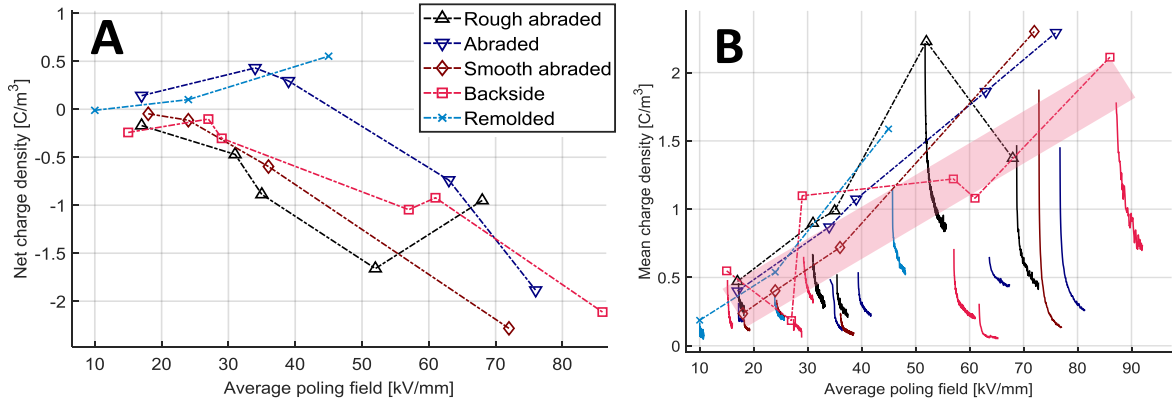 A
Net charge density [C/m³]
1
0.5
0
-0.5
-1
-1.5
-2
10 20 30 40 50 60 70 80
Average poling field [kV/mm]
Rough abraded
Abraded
Smooth abraded
Backside
Remolded
B
Mean charge density [C/m³]
2
1.5
1
0.5
0
10 20 30 40 50 60 70 80 90
Average poling field [kV/mm]